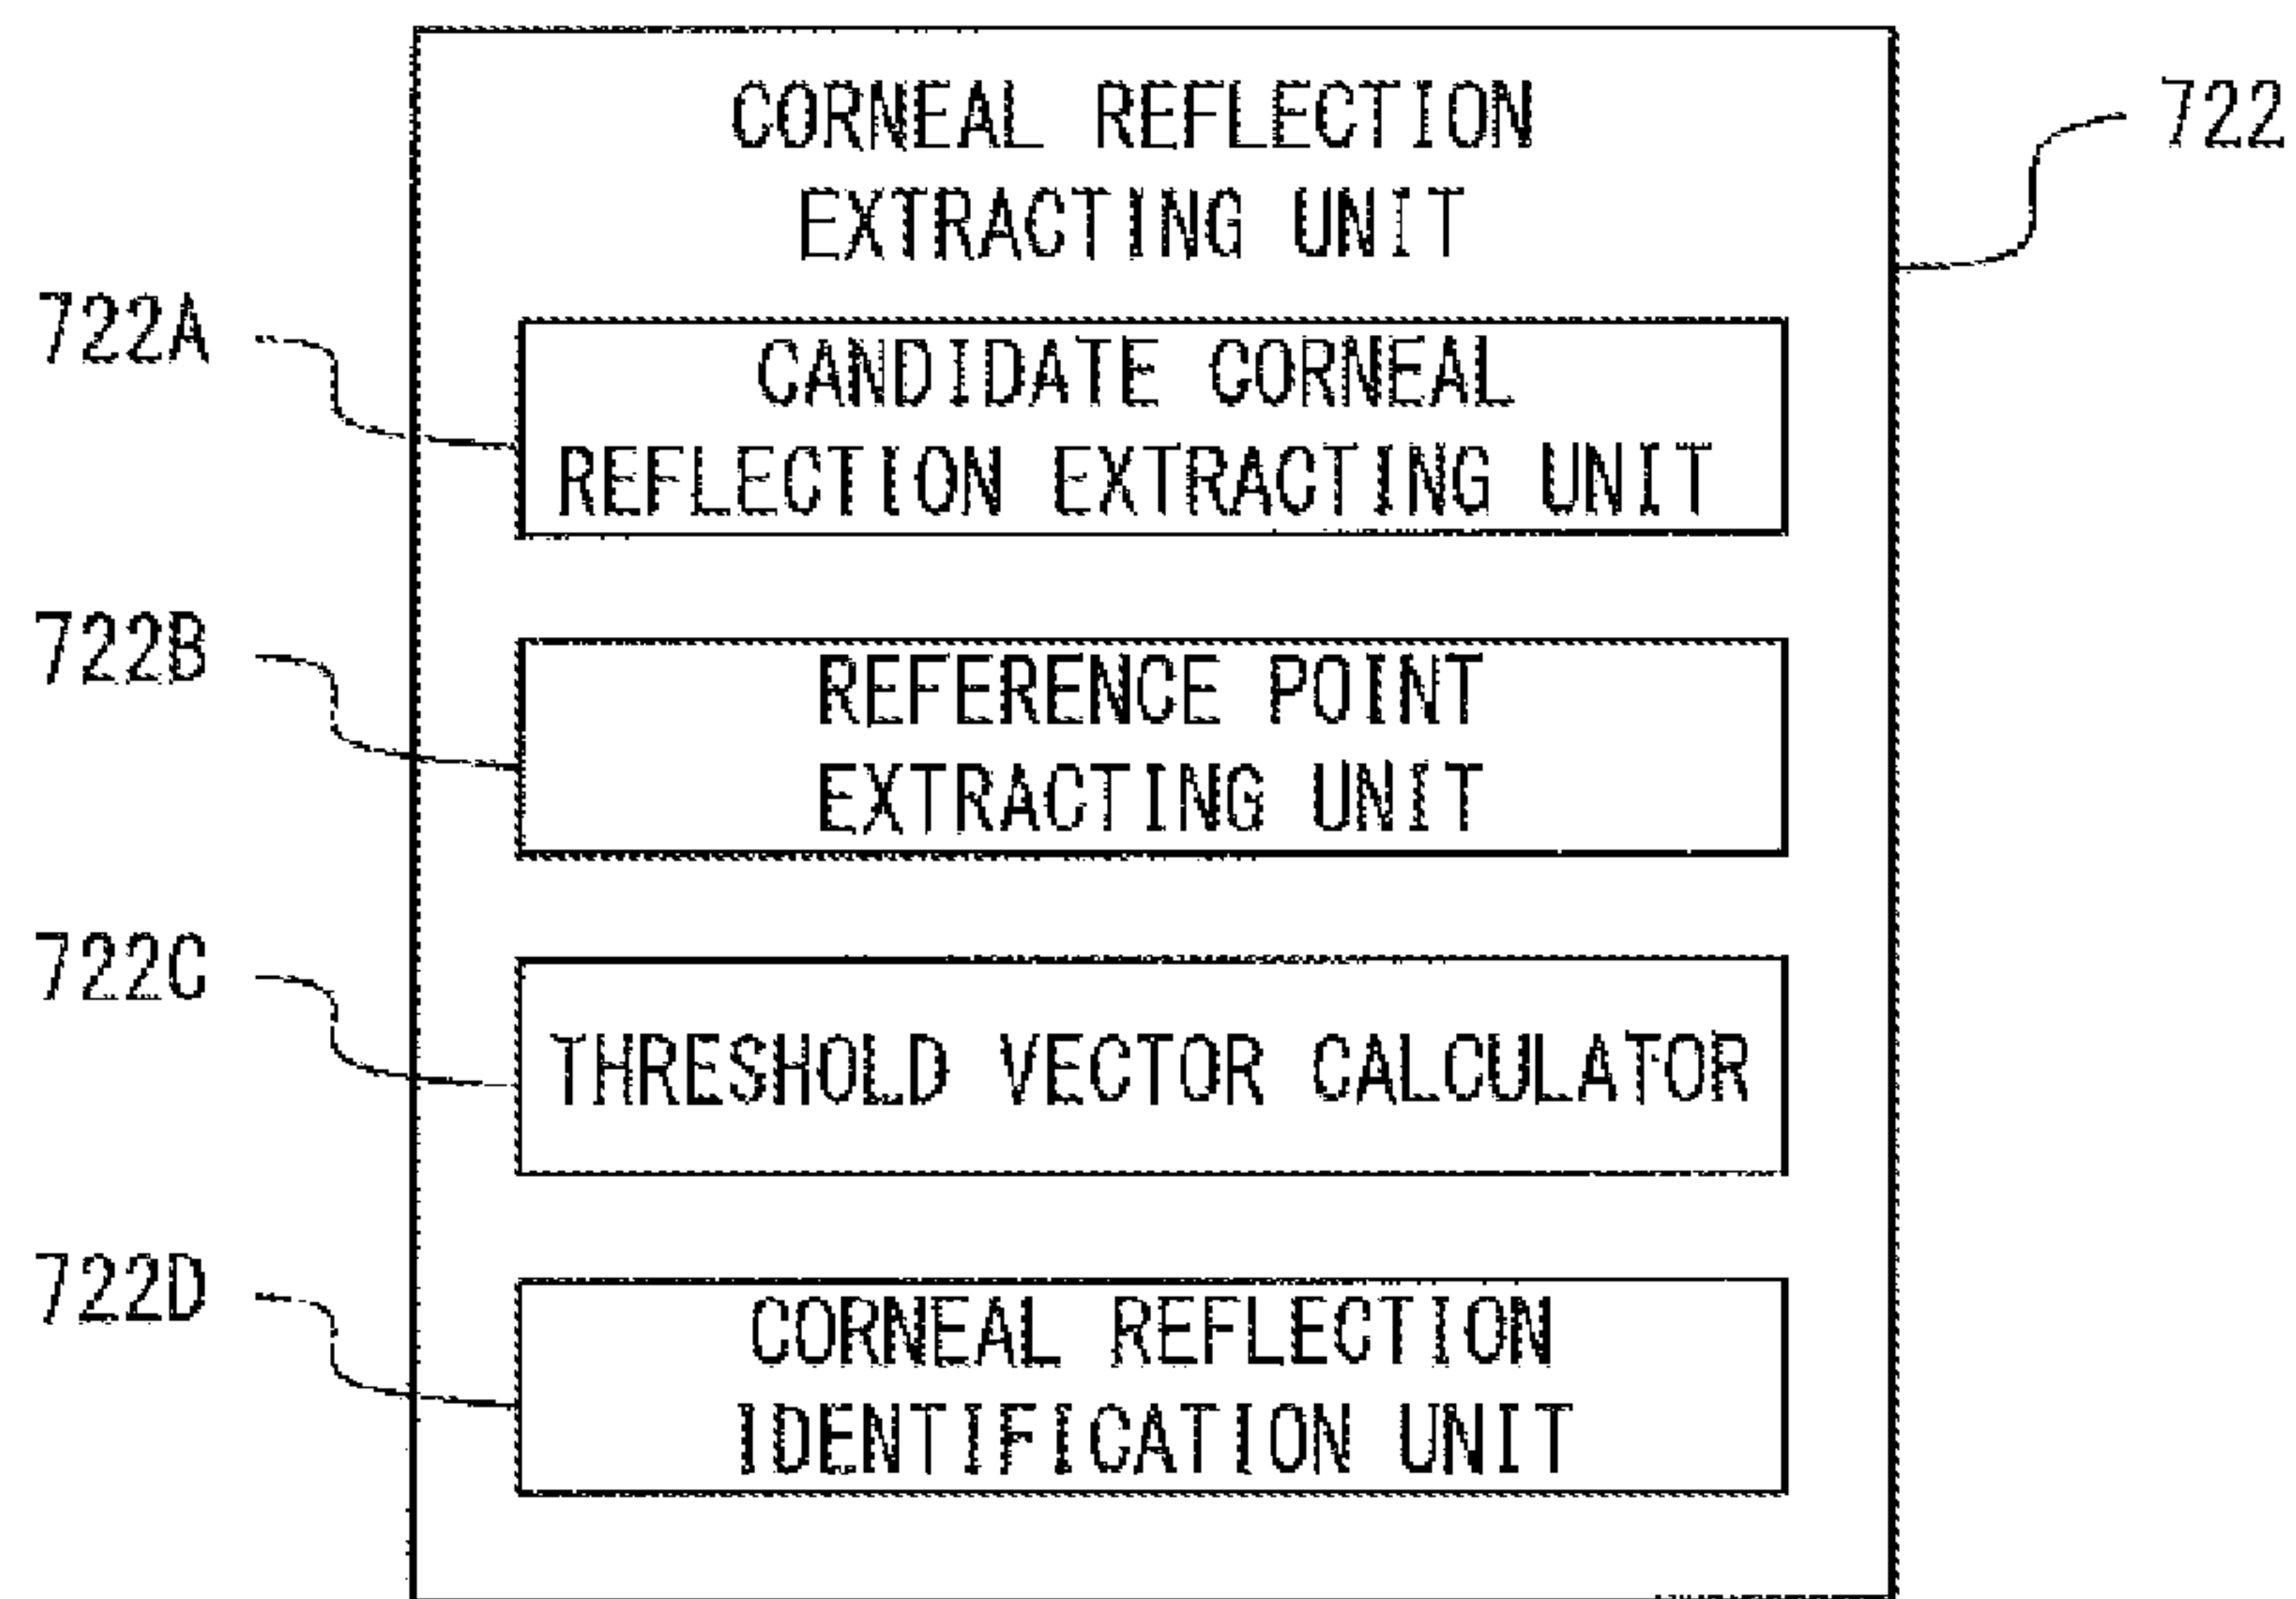 CORNEAL REFLECTION
EXTRACTING UNIT
722
722A
CANDIDATE CORNEAL
REFLECTION EXTRACTING UNIT
722B
REFERENCE POINT
EXTRACTING UNIT
722C
THRESHOLD VECTOR CALCULATOR
722D
CORNEAL REFLECTION
IDENTIFICATION UNIT